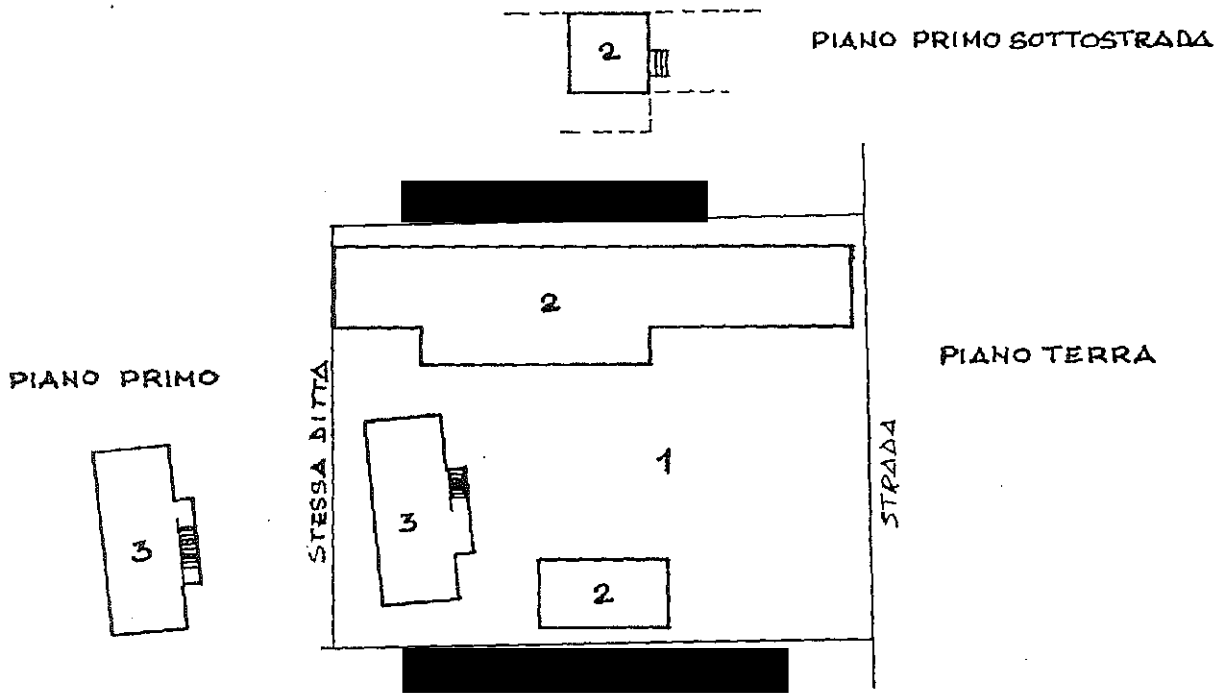 2
PIANO PRIMO SOTTOSTRADA
2
PIANO TERRA
PIANO PRIMO
STESSA DITTA
STRADA
1
3
3
2